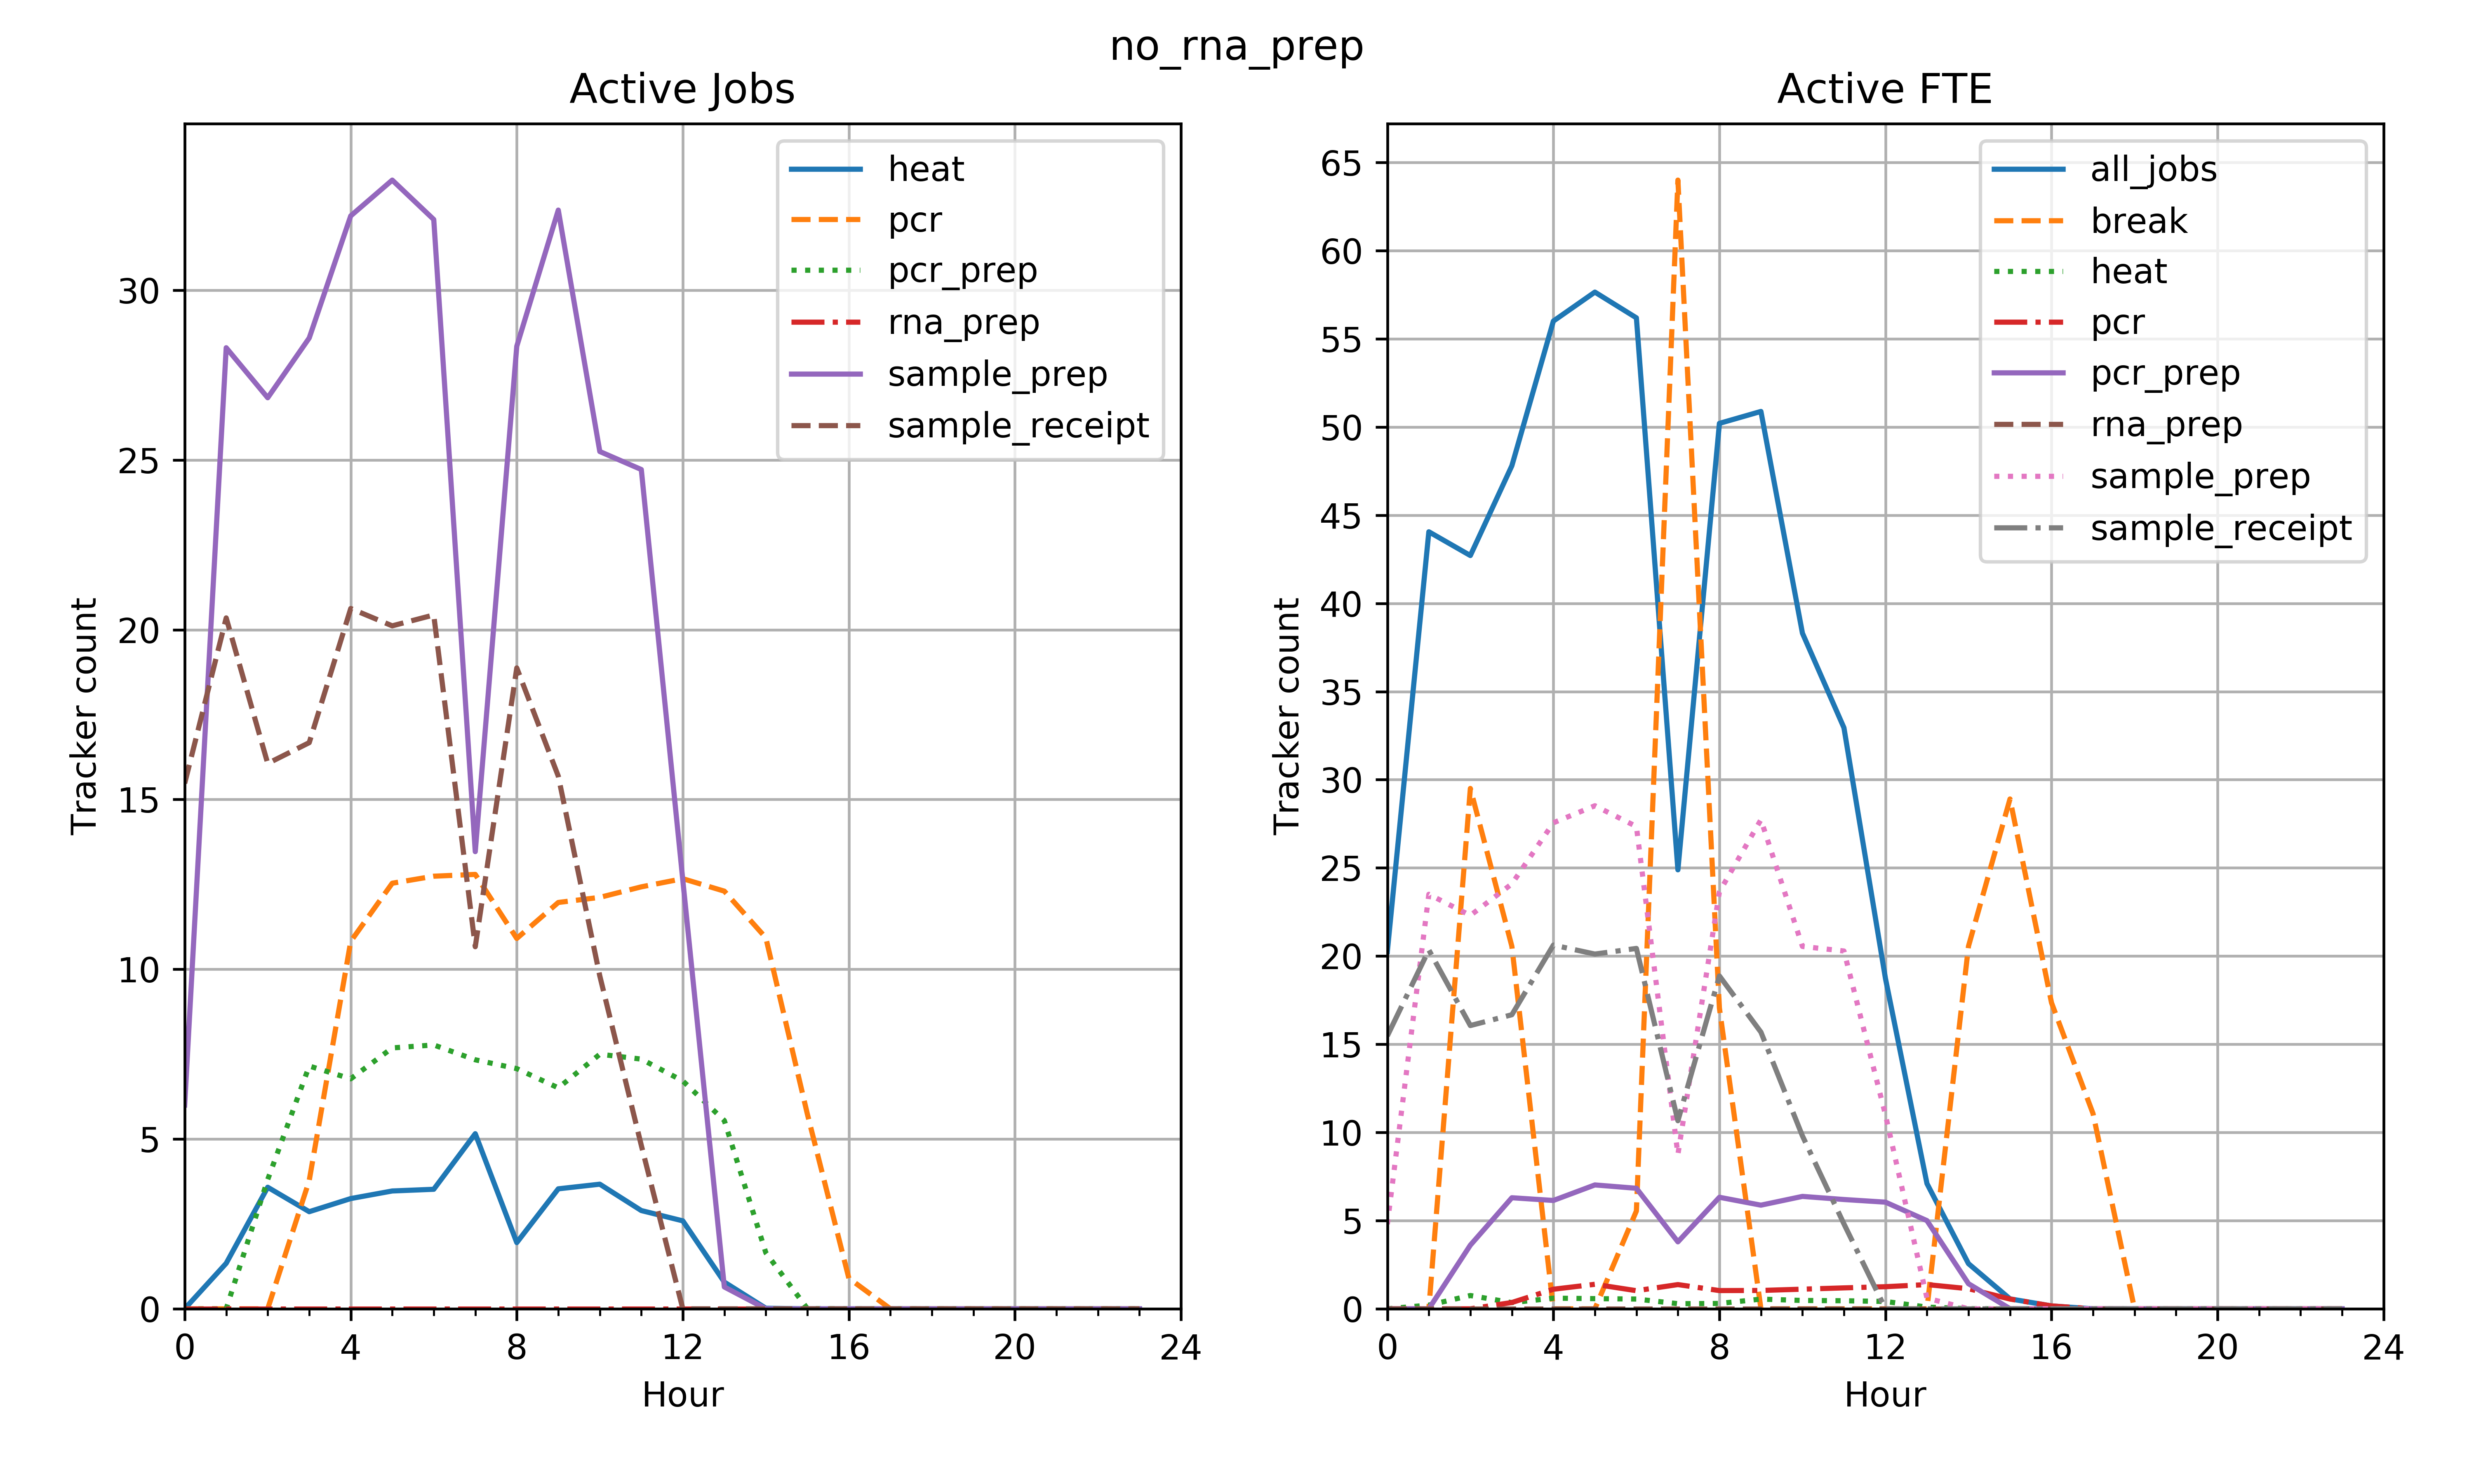 no_rna_prep
Active Jobs
heat
pcr
pcr_prep
rna_prep
sample_prep
sample_receipt
Tracker count
30
25
20
15
10
5
0
0 4 8 12 16 20 24
Hour
Active FTE
all_jobs
break
heat
pcr
pcr_prep
rna_prep
sample_prep
sample_receipt
Tracker count
65
60
55
50
45
40
35
30
25
20
15
10
5
0
0 4 8 12 16 20 24
Hour